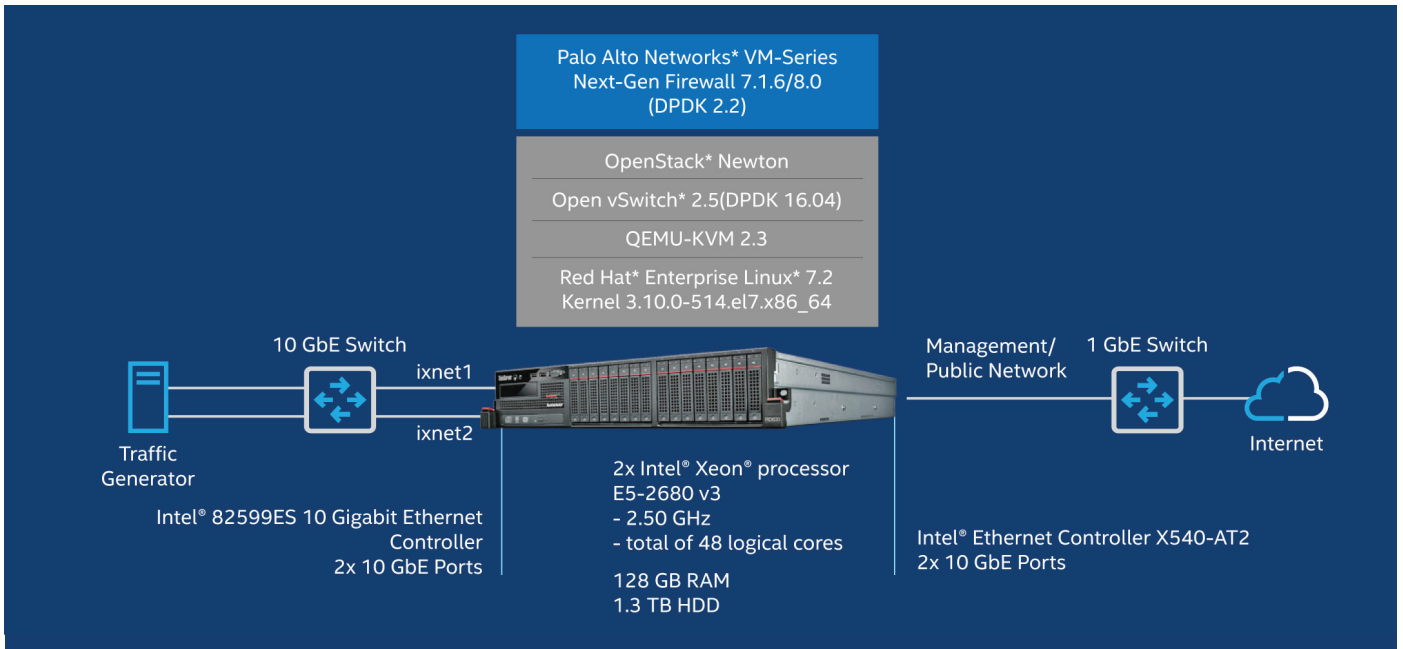 Palo Alto Networks* VM-Series
Next-Gen Firewall 7.1.6/8.0
(DPDK 2.2)
OpenStack* Newton
Open vSwitch* 2.5(DPDK 16.04)
QEMU-KVM 2.3
Red Hat* Enterprise Linux* 7.2
Kernel 3.10.0-514.el7.x86_64
10 GbE Switch
ixnet1
ixnet2
Traffic
Generator
Management/
Public Network
1 GbE Switch
Internet
Intel® 82599ES 10 Gigabit Ethernet
Controller
2x 10 GbE Ports
2x Intel® Xeon® processor
E5-2680 v3
- 2.50 GHz
- total of 48 logical cores
128 GB RAM
1.3 TB HDD
Intel® Ethernet Controller X540-AT2
2x 10 GbE Ports